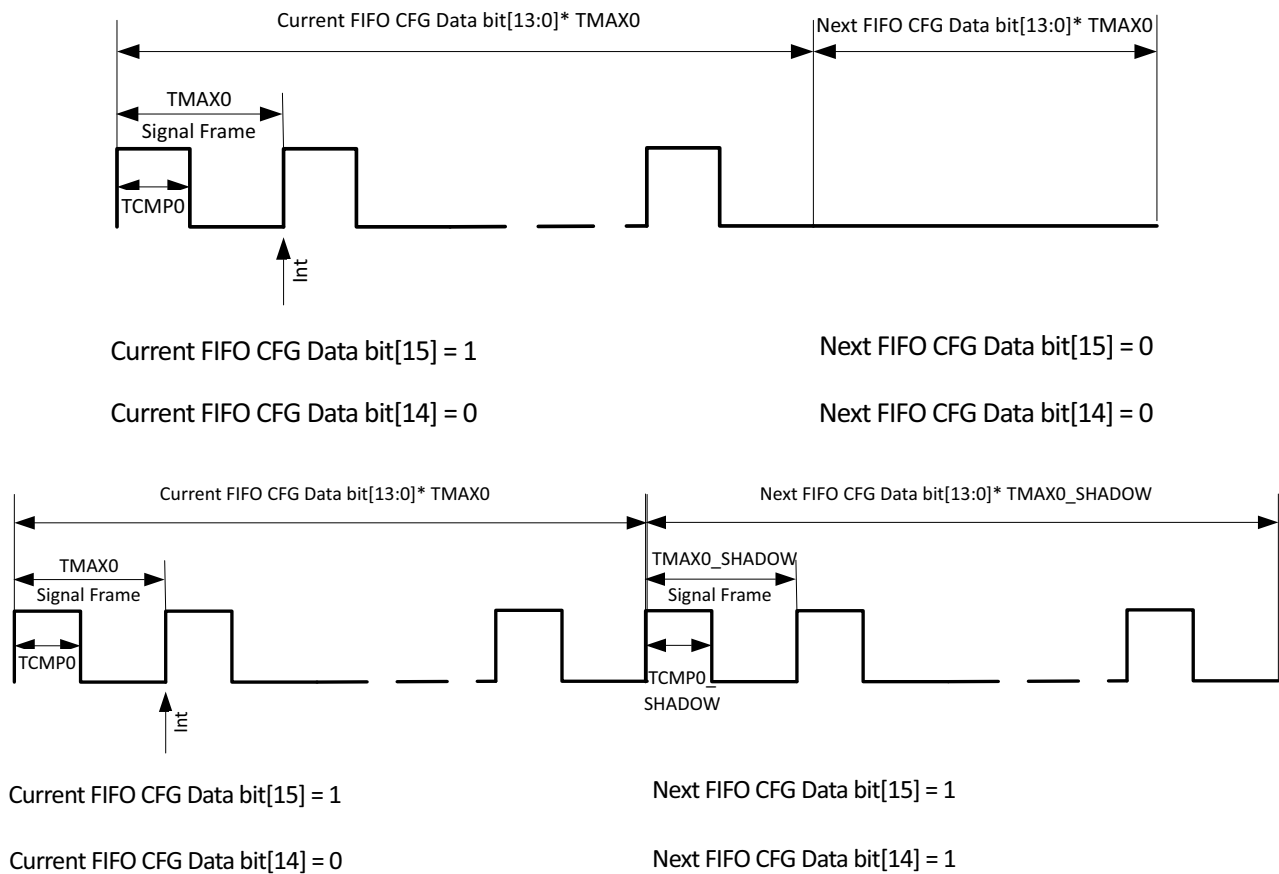 Current FIFO CFG Data bit[13:0]* TMAX0
Next FIFO CFG Data bit[13:0]* TMAX0
TMAX0
Signal Frame
TCMP0
Int
Current FIFO CFG Data bit[15] = 1
Next FIFO CFG Data bit[15] = 0
Current FIFO CFG Data bit[14] = 0
Next FIFO CFG Data bit[14] = 0
Current FIFO CFG Data bit[13:0]* TMAX0
Next FIFO CFG Data bit[13:0]* TMAX0_SHADOW
TMAX0
Signal Frame
TMAX0_SHADOW
Signal Frame
TCMP0
TCMP0_
SHADOW
Int
Current FIFO CFG Data bit[15] = 1
Next FIFO CFG Data bit[15] = 1
Current FIFO CFG Data bit[14] = 0
Next FIFO CFG Data bit[14] = 1